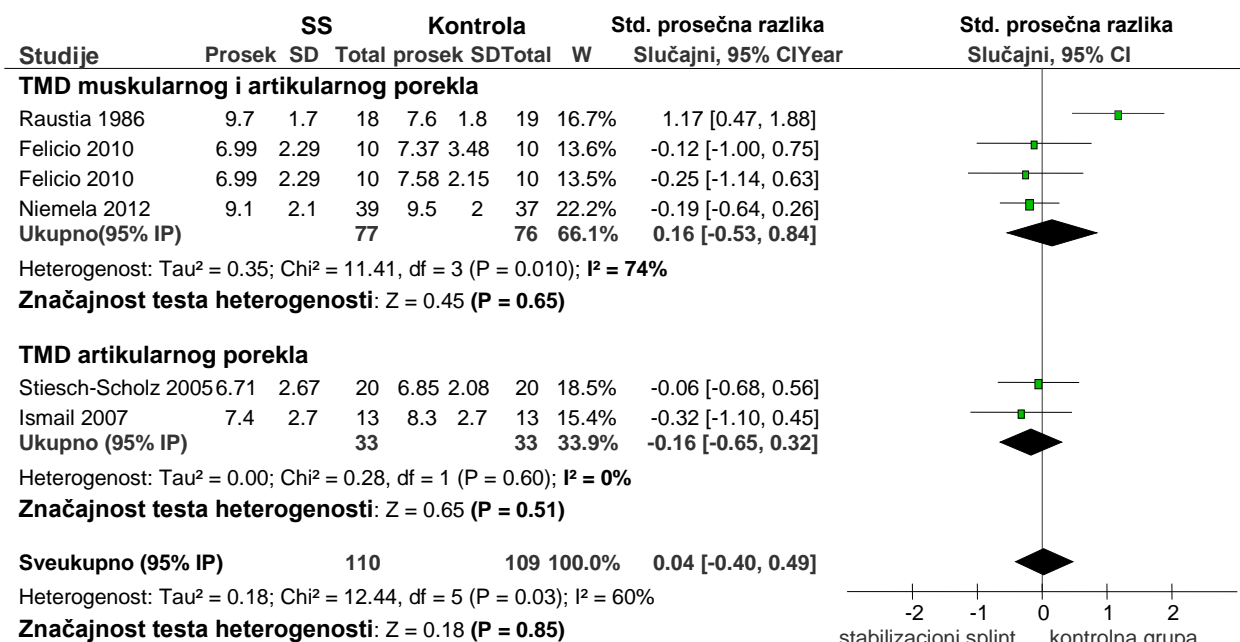 SS Kontrola Std. prosečna razlika Std. prosečna razlika
Studije Prosek SD Total prosek SDTotal W Slučajni, 95% CIYear Slučajni, 95% CI
TMD muskularnog i artikularnog porekla
Raustia 1986 9.7 1.7 18 7.6 1.8 19 16.7% 1.17 [0.47, 1.88]
Felicio 2010 6.99 2.29 10 7.37 3.48 10 13.6% -0.12 [-1.00, 0.75]
Felicio 2010 6.99 2.29 10 7.58 2.15 10 13.5% -0.25 [-1.14, 0.63]
Niemela 2012 9.1 2.1 39 9.5 2 37 22.2% -0.19 [-0.64, 0.26]
Ukupno(95% IP) 77 76 66.1% 0.16 [-0.53, 0.84]
Heterogenost: Tau² = 0.35; Chi² = 11.41, df = 3 (P = 0.010); I² = 74%
Značajnost testa heterogenosti: Z = 0.45 (P = 0.65)
TMD artikularnog porekla
Stiesch-Scholz 2005 6.71 2.67 20 6.85 2.08 20 18.5% -0.06 [-0.68, 0.56]
Ismail 2007 7.4 2.7 13 8.3 2.7 13 15.4% -0.32 [-1.10, 0.45]
Ukupno (95% IP) 33 33 33.9% -0.16 [-0.65, 0.32]
Heterogenost: Tau² = 0.00; Chi² = 0.28, df = 1 (P = 0.60); I² = 0%
Značajnost testa heterogenosti: Z = 0.65 (P = 0.51)
Sveukupno (95% IP) 110 109 100.0% 0.04 [-0.40, 0.49]
Heterogenost: Tau² = 0.18; Chi² = 12.44, df = 5 (P = 0.03); I² = 60%
-2 -1 0 1 2
Značajnost testa heterogenosti: Z = 0.18 (P = 0.85)
stabilizacioni splint kontrolna grupa